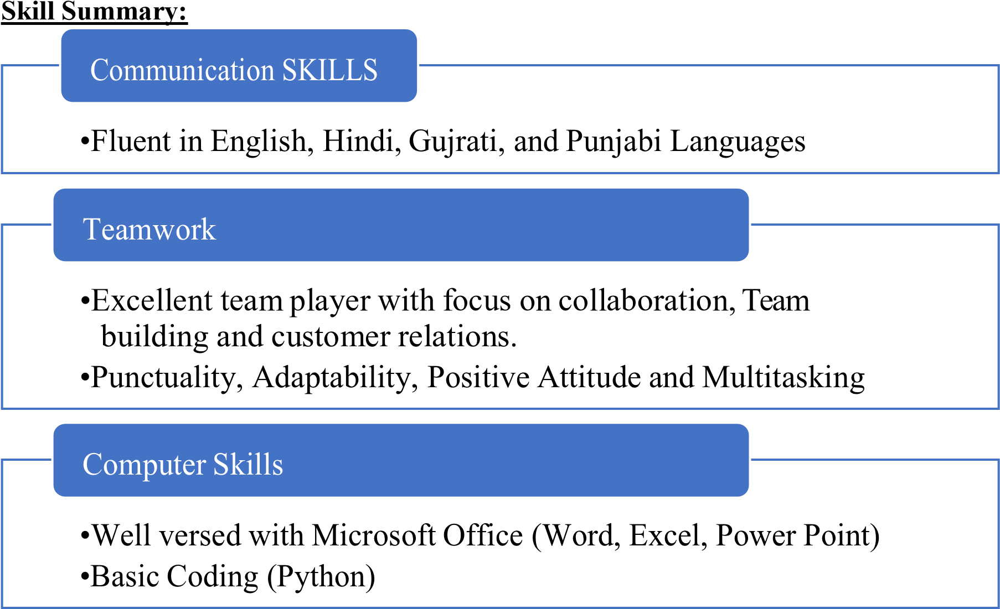 Skill Summary:
Communication SKILLS
•Fluent in English, Hindi, Gujrati, and Punjabi Languages
Teamwork
•Excellent team player with focus on collaboration, Team
building and customer relations.
•Punctuality, Adaptability, Positive Attitude and Multitasking
Computer Skills
•Well versed with Microsoft Office (Word, Excel, Power Point)
•Basic Coding (Python)